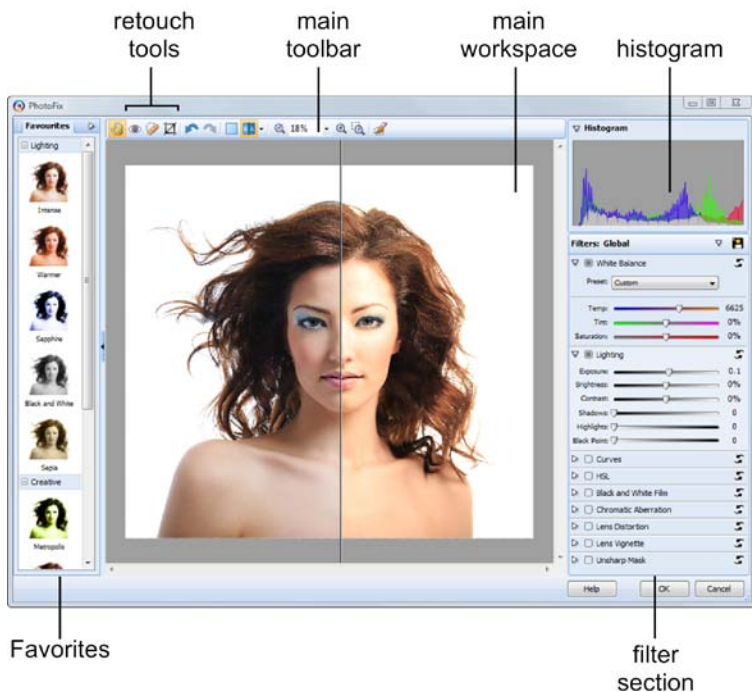 retouch
tools
main
toolbar
main
workspace
histogram
PhotoFix
Favourites
Lighting
Intense
Warmer
Sapphire
Black and White
Sepia
Creative
Metropolis
18%
Histogram
Filters: Global
White Balance
Preset: Custom
Temp: 6625
Tint: 0%
Saturation: 0%
Lighting
Exposure: 0.1
Brightness: 0%
Contrast: 0%
Shadows: 0
Highlights: 0
Black Point: 0
Curves
HSL
Black and White Film
Chromatic Aberration
Lens Distortion
Lens Vignette
Unsharp Mask
Help OK Cancel
Favorites
filter
section